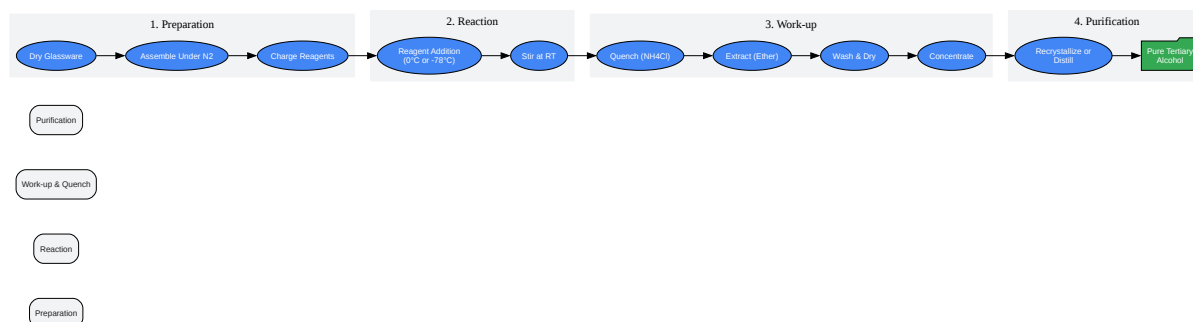 1. Preparation
2. Reaction
3. Work-up
4. Purification
Dry Glassware
Assemble Under N2
Charge Reagents
Reagent Addition
(0°C or -78°C)
Stir at RT
Quench (NH4Cl)
Extract (Ether)
Wash & Dry
Concentrate
Recrystallize or
Distill
Pure Tertiary
Alcohol
Purification
Work-up & Quench
Reaction
Preparation